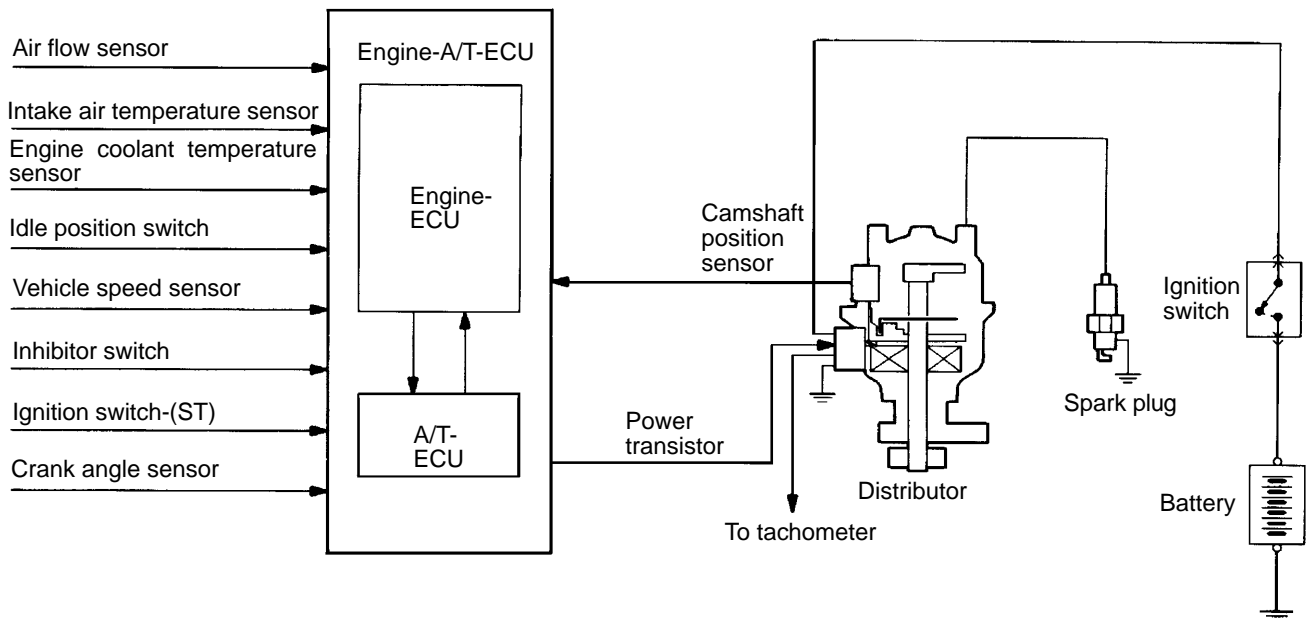 Air flow sensor
Intake air temperature sensor
Engine coolant temperature
sensor
Idle position switch
Vehicle speed sensor
Inhibitor switch
Ignition switch-(ST)
Crank angle sensor
Engine-A/T-ECU
Engine-
ECU
A/T-
ECU
Camshaft
position
sensor
Power
transistor
To tachometer
Distributor
Spark plug
Ignition
switch
Battery